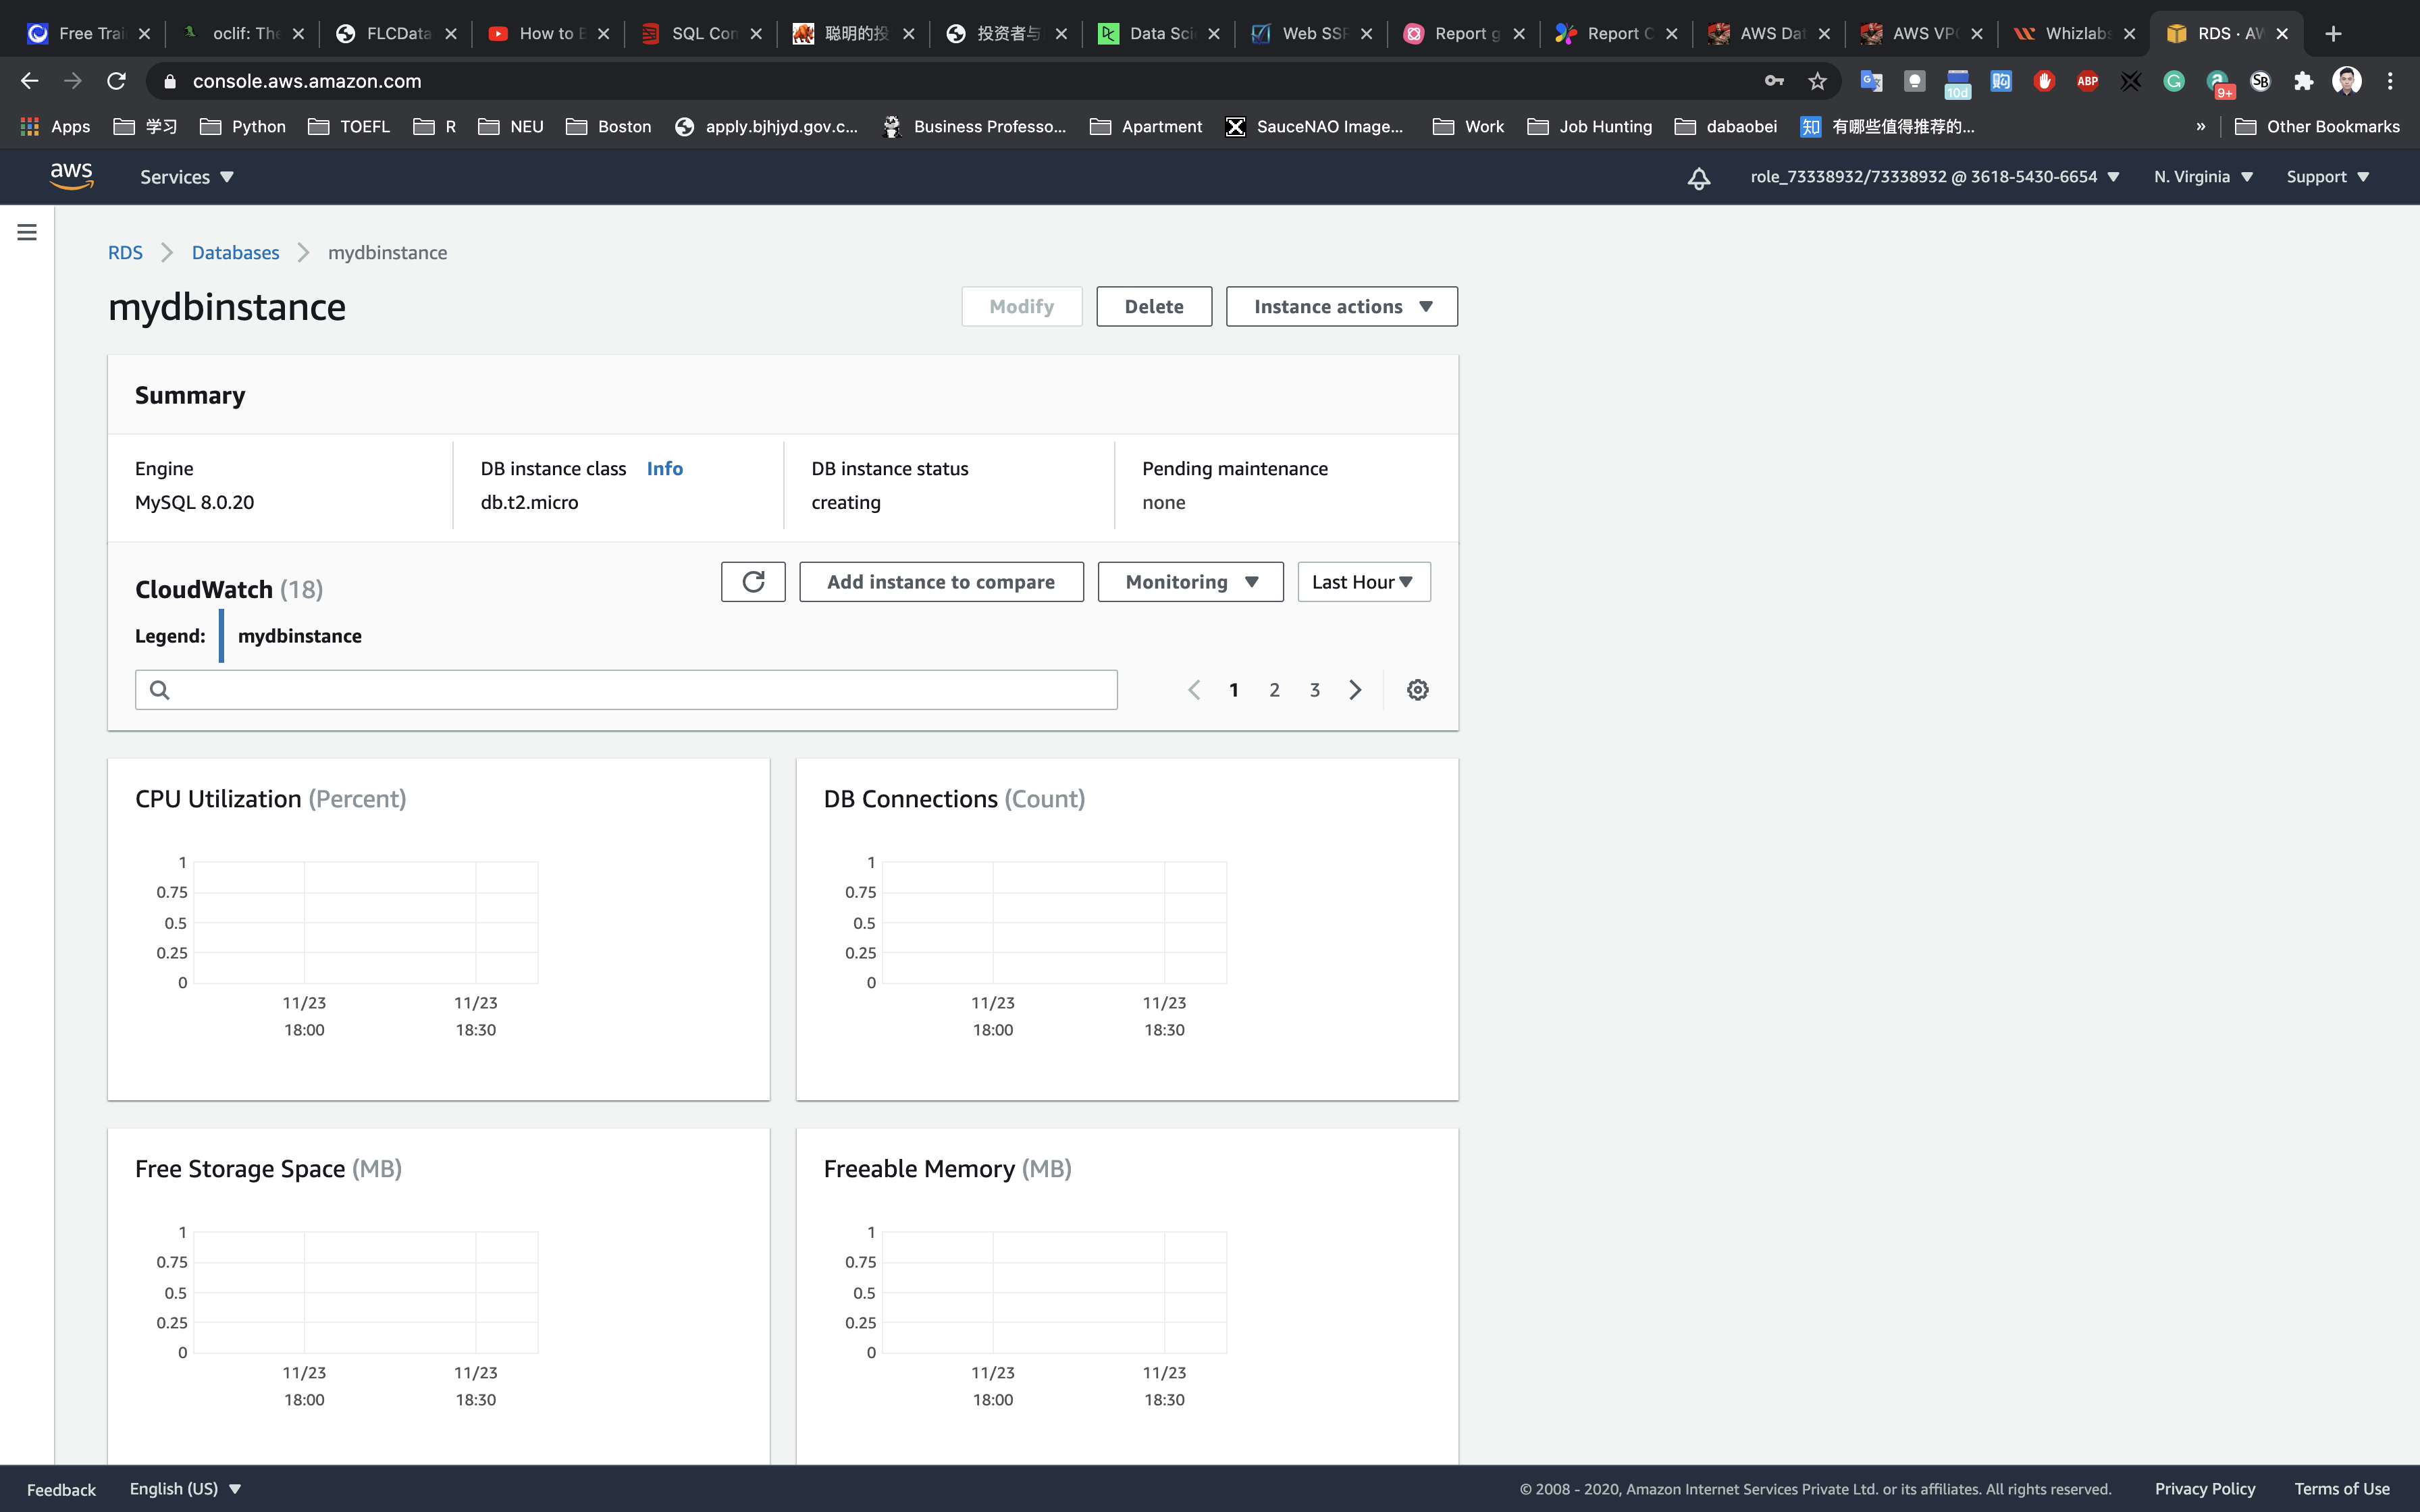 Free Trai
oclif: The
FLCData
How to E
SQL Con
聪明的投
投资者与
Data Sci
Web SSF
Report g
Report C
AWS Dat
AWS VPC
Whizlabs
RDS · AW
console.aws.amazon.com
10d
购
ABP
9+
SB
Apps
学习
Python
TOEFL
R
NEU
Boston
apply.bjhjyd.gov.c...
Business Professo...
Apartment
SauceNAO Image...
Work
Job Hunting
dabaobei
知 有哪些值得推荐的...
»
Other Bookmarks
aws
Services
role_73338932/73338932 @ 3618-5430-6654
N. Virginia
Support
RDS
Databases
mydbinstance
mydbinstance
Modify
Delete
Instance actions
Summary
Engine
MySQL 8.0.20
DB instance class Info
db.t2.micro
DB instance status
creating
Pending maintenance
none
CloudWatch (18)
Add instance to compare
Monitoring
Last Hour
Legend: mydbinstance
1 2 3
CPU Utilization (Percent)
1
0.75
0.5
0.25
0
11/23 11/23
18:00 18:30
DB Connections (Count)
1
0.75
0.5
0.25
0
11/23 11/23
18:00 18:30
Free Storage Space (MB)
1
0.75
0.5
0.25
0
11/23 11/23
18:00 18:30
Freeable Memory (MB)
1
0.75
0.5
0.25
0
11/23 11/23
18:00 18:30
Feedback
English (US)
© 2008 - 2020, Amazon Internet Services Private Ltd. or its affiliates. All rights reserved.
Privacy Policy
Terms of Use